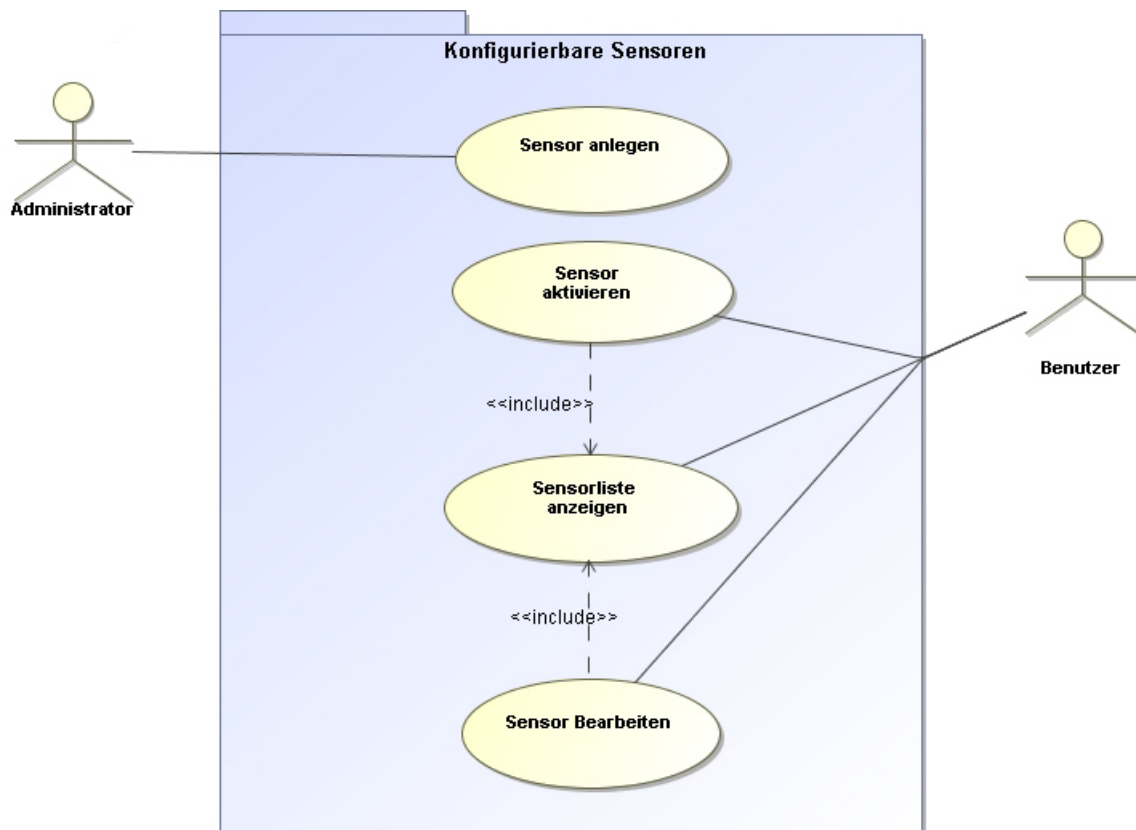 Konfigurierbare Sensoren
Sensor anlegen
Administrator
Sensor
aktivieren
Benutzer
<<include>>
Sensorliste
anzeigen
<<include>>
Sensor Bearbeiten